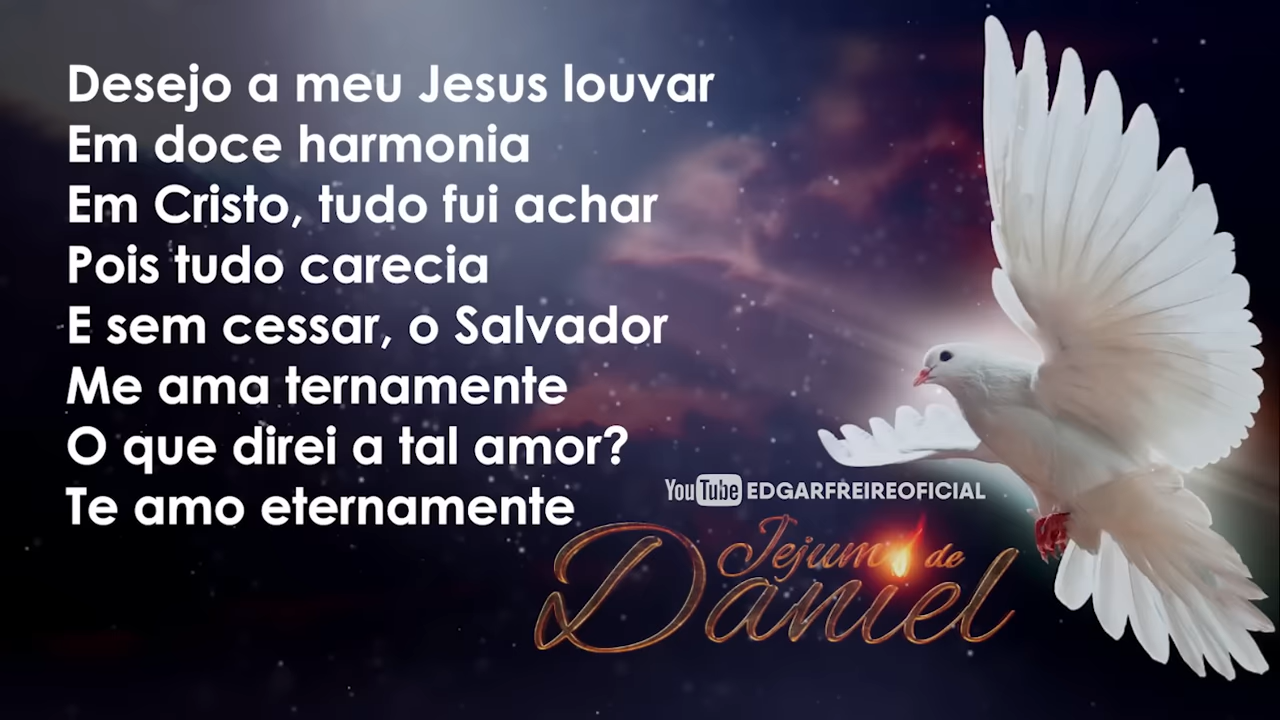 Desejo a meu Jesus louvar
Em doce harmonia
Em Cristo, tudo fui achar
Pois tudo carecia
E sem cessar, o Salvador
Me ama ternamente
O que direi a tal amor?
Te amo eternamente
YouTube EDGARFREIREOFICIAL
Jejum de
Daniel